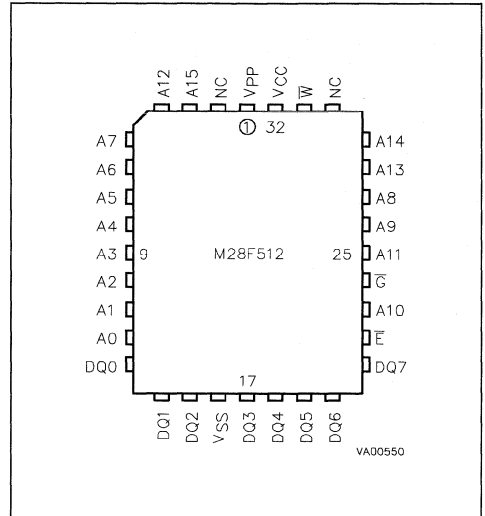 A12 A15 NC VPP VCC W̅ NC
1 32
A7 A14
A6 A13
A5 A8
A4 A9
A3 9 M28F512 25 A11
A2 G̅
A1 A10
A0 E̅
DQ0 DQ7
17
DQ1 DQ2 VSS DQ3 DQ4 DQ5 DQ6
VA00550